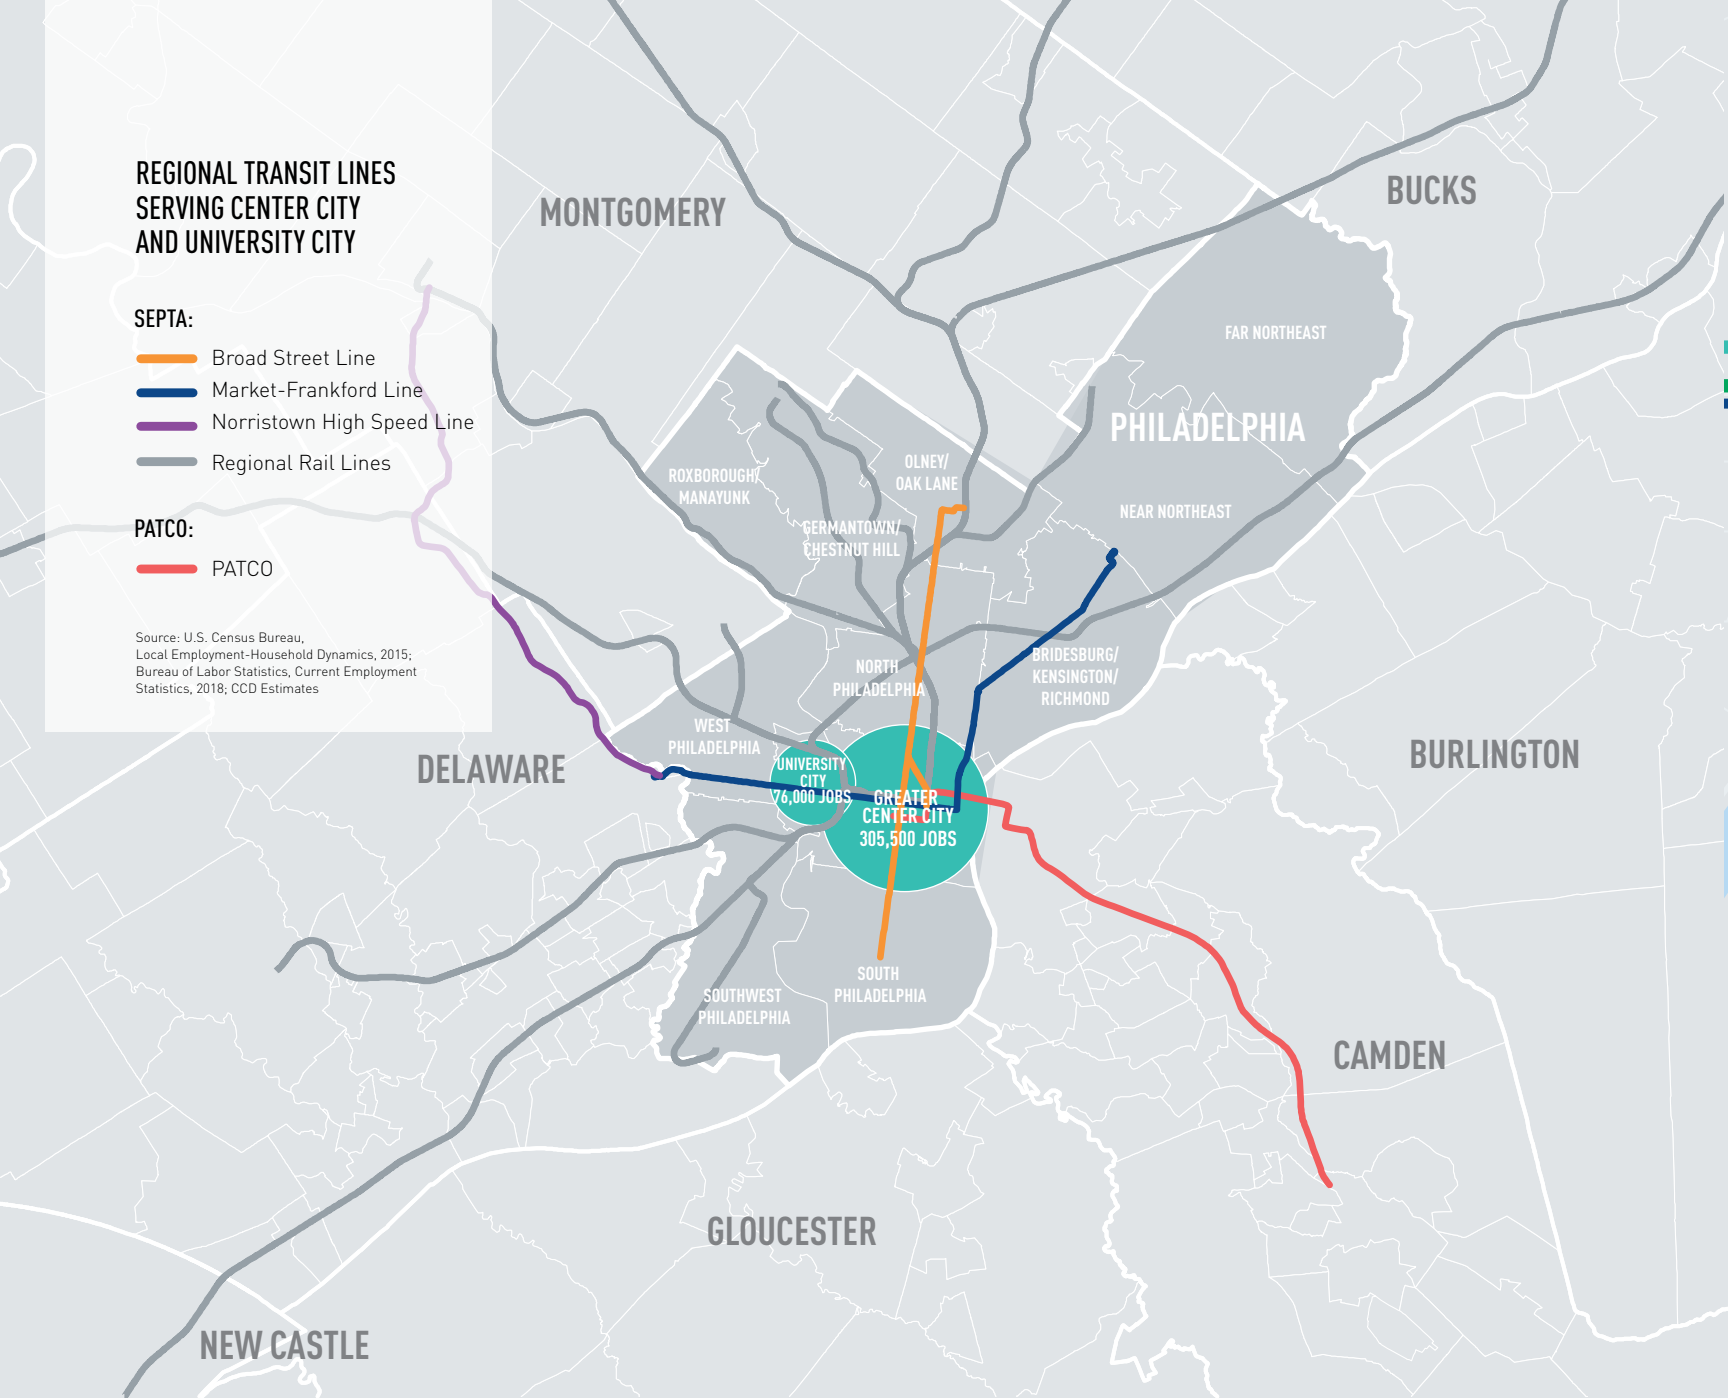 REGIONAL TRANSIT LINES
SERVING CENTER CITY
AND UNIVERSITY CITY
SEPTA:
Broad Street Line
Market-Frankford Line
Norristown High Speed Line
Regional Rail Lines
PATCO:
PATCO
Source: U.S. Census Bureau,
Local Employment-Household Dynamics, 2015;
Bureau of Labor Statistics, Current Employment
Statistics, 2018; CCD Estimates
MONTGOMERY
BUCKS
FAR NORTHEAST
PHILADELPHIA
OLNEY/
OAK LANE
ROXBOROUGH/
MANAYUNK
NEAR NORTHEAST
GERMANTOWN/
CHESTNUT HILL
BRIDESBURG/
KENSINGTON/
RICHMOND
NORTH
PHILADELPHIA
WEST
PHILADELPHIA
DELAWARE
BURLINGTON
UNIVERSITY
CITY
76,000 JOBS
GREATER
CENTER CITY
305,500 JOBS
SOUTH
PHILADELPHIA
SOUTHWEST
PHILADELPHIA
CAMDEN
GLOUCESTER
NEW CASTLE